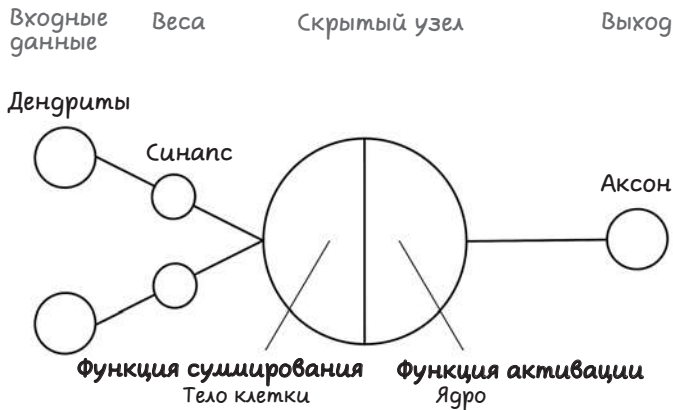 Входные данные Веса Скрытый узел Выход
Дендриты
Синапс
Аксон
Функция суммирования Функция активации
Тело клетки Ядро